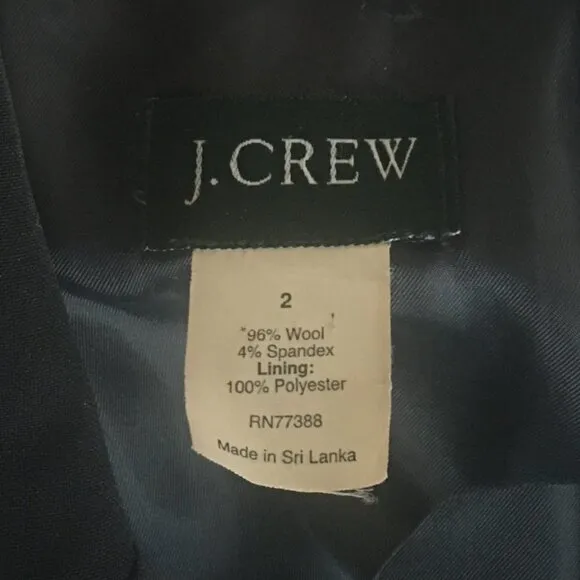 J.CREW
2
96% Wool
4% Spandex
Lining:
100% Polyester
RN77388
Made in Sri Lanka